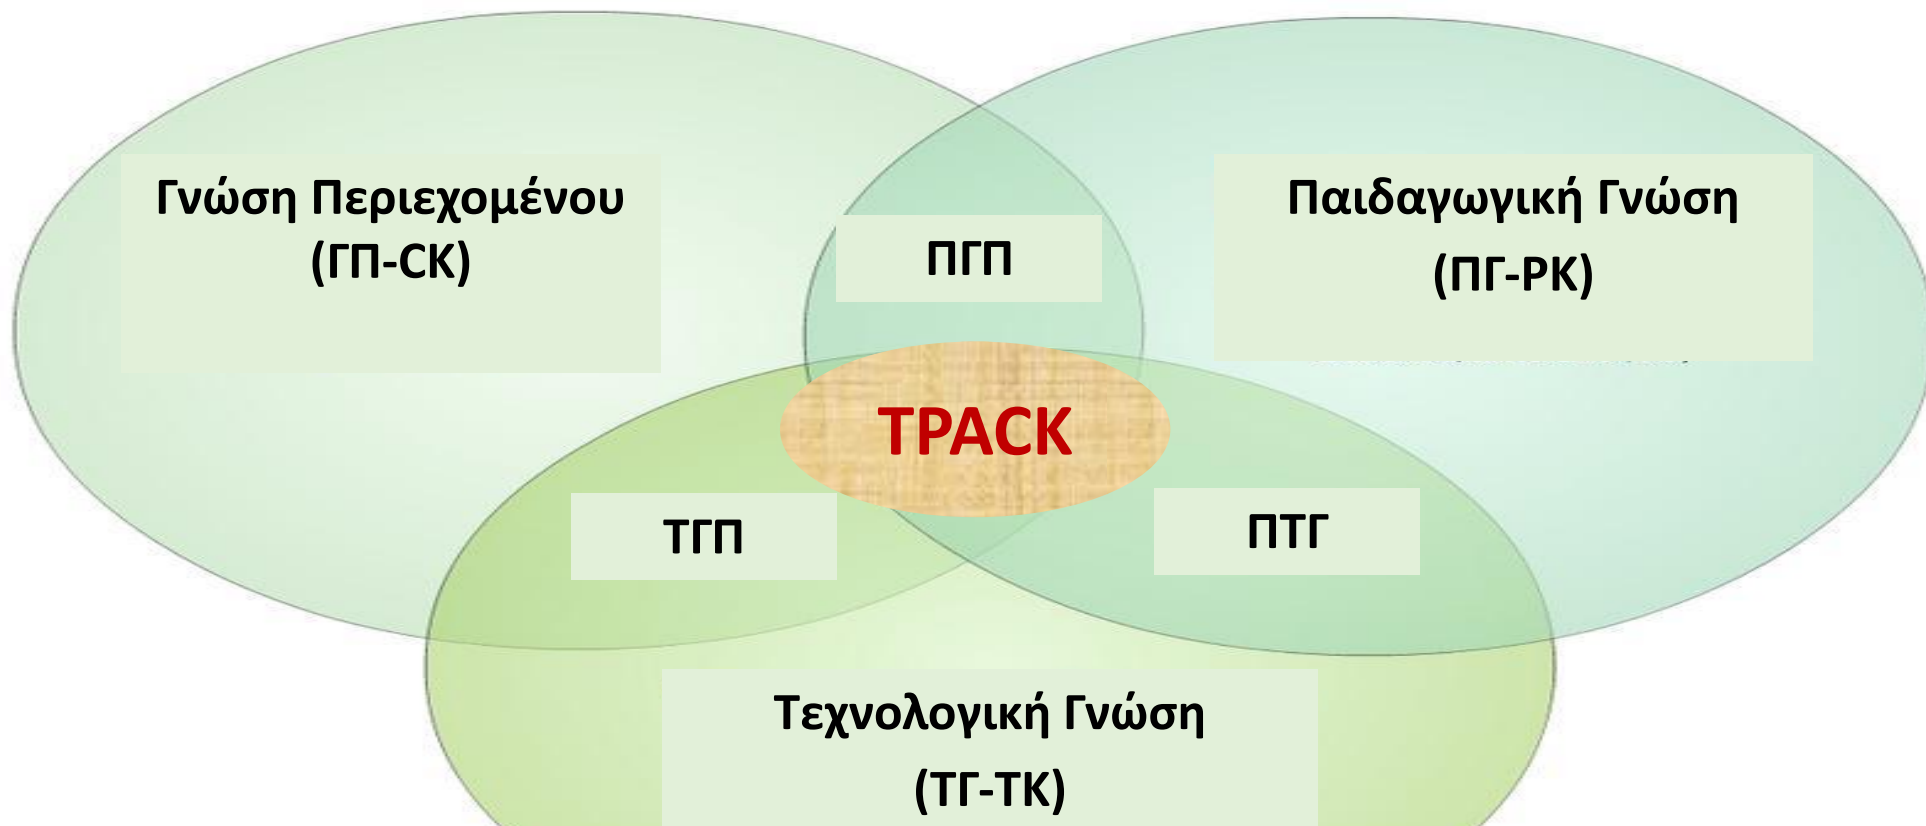 Γνώση Περιεχομένου
(ΓΠ-CK)
Παιδαγωγική Γνώση
(ΠΓ-PK)
ΠΓΠ
TPACK
ΤΓΠ
ΠΤΓ
Τεχνολογική Γνώση
(ΤΓ-TK)